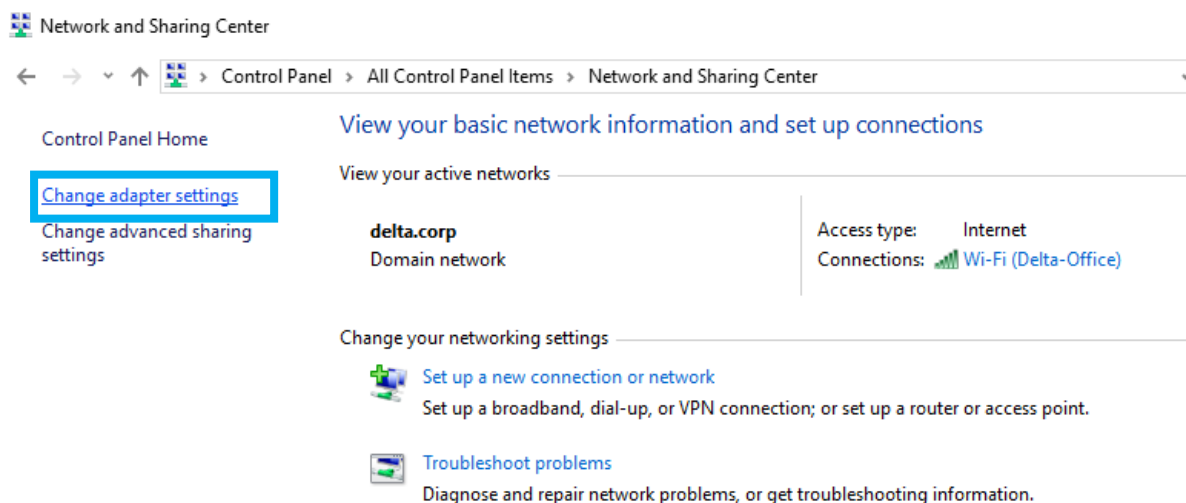 Network and Sharing Center
Control Panel > All Control Panel Items > Network and Sharing Center
Control Panel Home
Change adapter settings
Change advanced sharing
settings
View your basic network information and set up connections
View your active networks
delta.corp
Domain network
Access type: Internet
Connections: Wi-Fi (Delta-Office)
Change your networking settings
Set up a new connection or network
Set up a broadband, dial-up, or VPN connection; or set up a router or access point.
Troubleshoot problems
Diagnose and repair network problems, or get troubleshooting information.